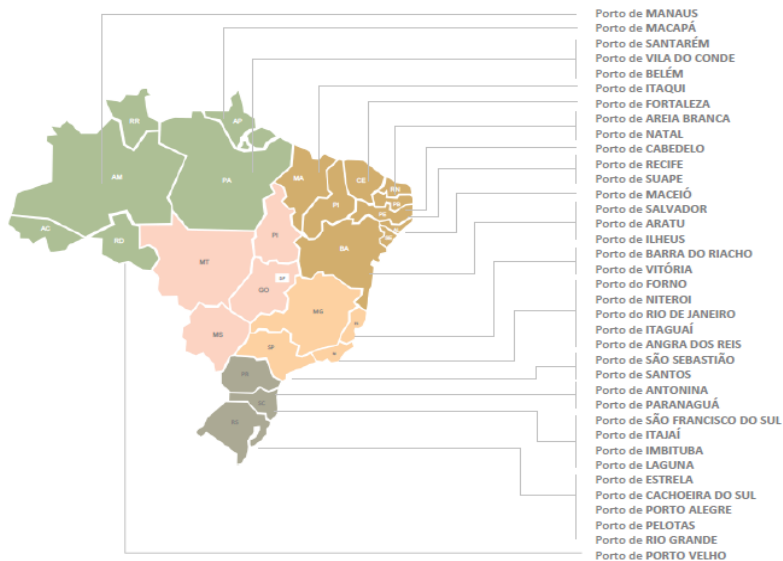 Porto de MANAUS
Porto de MACAPÁ
Porto de SANTARÉM
Porto de VILA DO CONDE
Porto de BELÉM
Porto de ITAQUI
Porto de FORTALEZA
Porto de AREIA BRANCA
Porto de NATAL
Porto de CABEDELO
Porto de RECIFE
Porto de SUAPE
Porto de MACEIÓ
Porto de SALVADOR
Porto de ARATU
Porto de ILHEUS
Porto de BARRA DO RIACHO
Porto de VITÓRIA
Porto do FORNO
Porto de NITEROI
Porto do RIO DE JANEIRO
Porto de ITAGUAÍ
Porto de ANGRA DOS REIS
Porto de SÃO SEBASTIÃO
Porto de SANTOS
Porto de ANTONINA
Porto de PARANAGUÁ
Porto de SÃO FRANCISCO DO SUL
Porto de ITAJAÍ
Porto de IMBITUBA
Porto de LAGUNA
Porto de ESTRELA
Porto de CACHOEIRA DO SUL
Porto de PORTO ALEGRE
Porto de PELOTAS
Porto de RIO GRANDE
Porto de PORTO VELHO
RR
AP
AM
PA
MA
CE
RN
PI
AC
RO
BA
MT
GO
MG
SP
PR